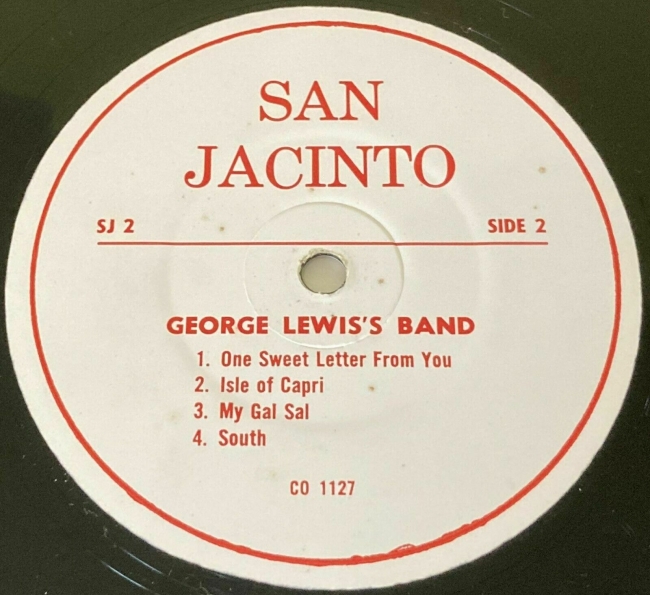 SAN
JACINTO
SJ 2 SIDE 2
GEORGE LEWIS'S BAND
1. One Sweet Letter From You
2. Isle of Capri
3. My Gal Sal
4. South
CO 1127